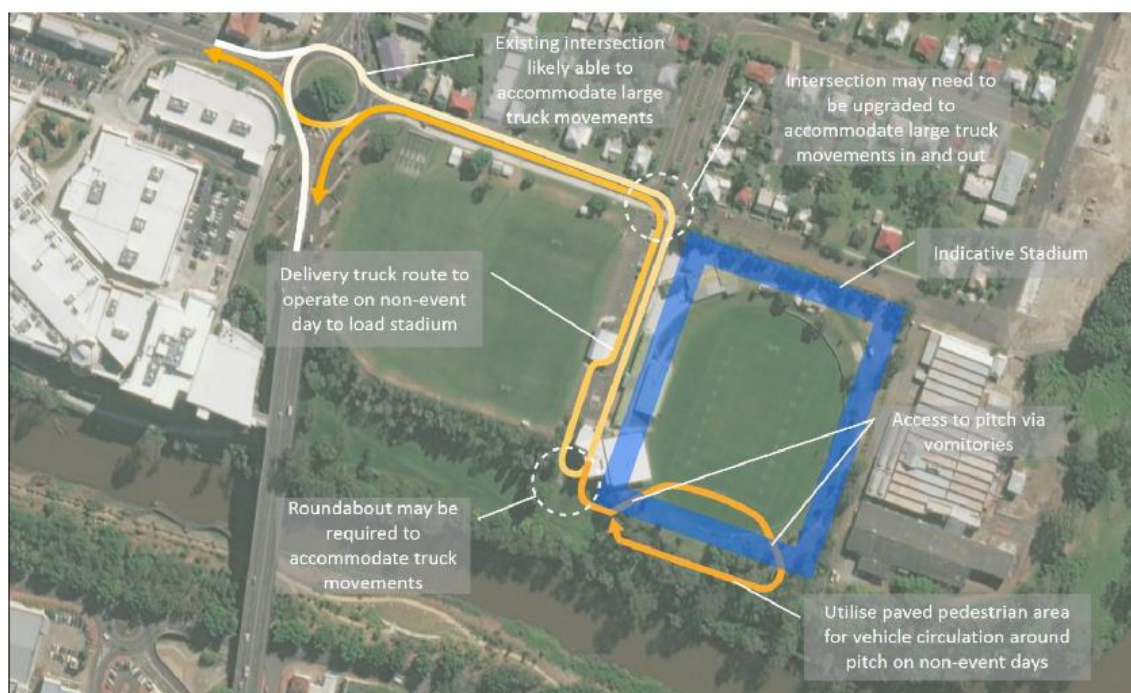 Existing intersection
likely able to
accommodate large
truck movements
Intersection may need to
be upgraded to
accommodate large truck
movements in and out
Indicative Stadium
Delivery truck route to
operate on non-event
day to load stadium
Access to pitch via
vomitories
Roundabout may be
required to
accommodate truck
movements
Utilise paved pedestrian area
for vehicle circulation around
pitch on non-event days